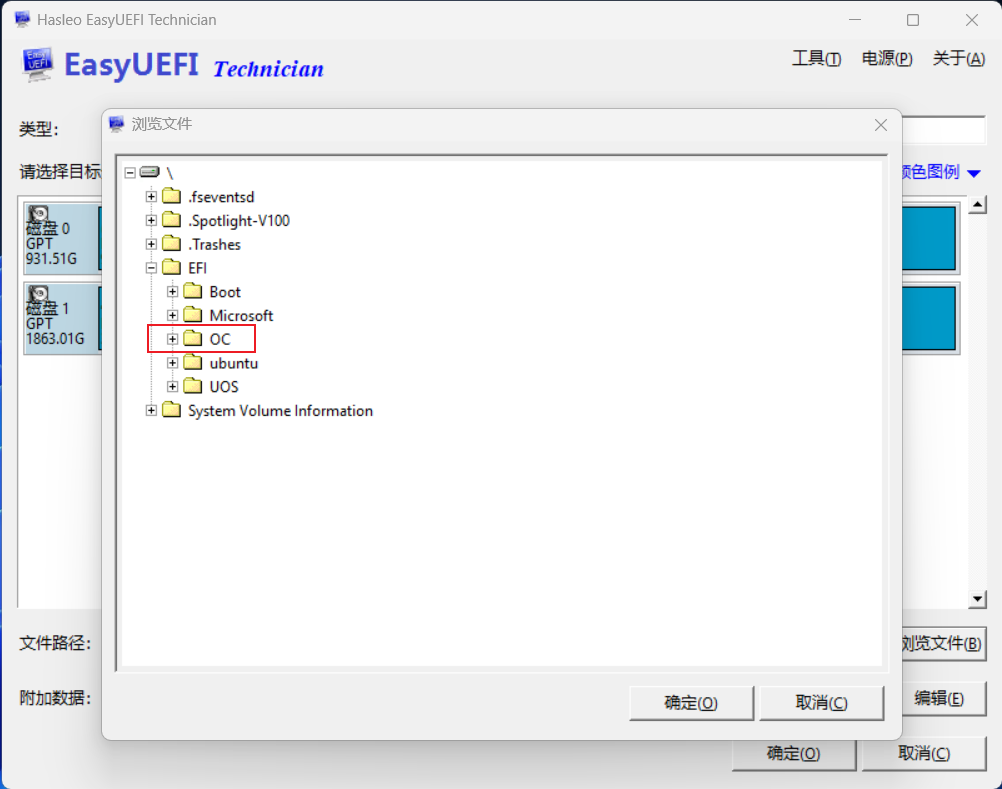 Hasleo EasyUEFI Technician
EasyUEFI Technician
工具(T) 电源(P) 关于(A)
类型:
浏览文件
请选择目标
颜色图例
\
.fseventsd
.Spotlight-V100
.Trashes
EFI
Boot
Microsoft
OC
ubuntu
UOS
System Volume Information
磁盘 0
GPT
931.51G
磁盘 1
GPT
1863.01G
文件路径:
浏览文件(B)
附加数据:
编辑(E)
确定(O) 取消(C)
确定(O) 取消(C)